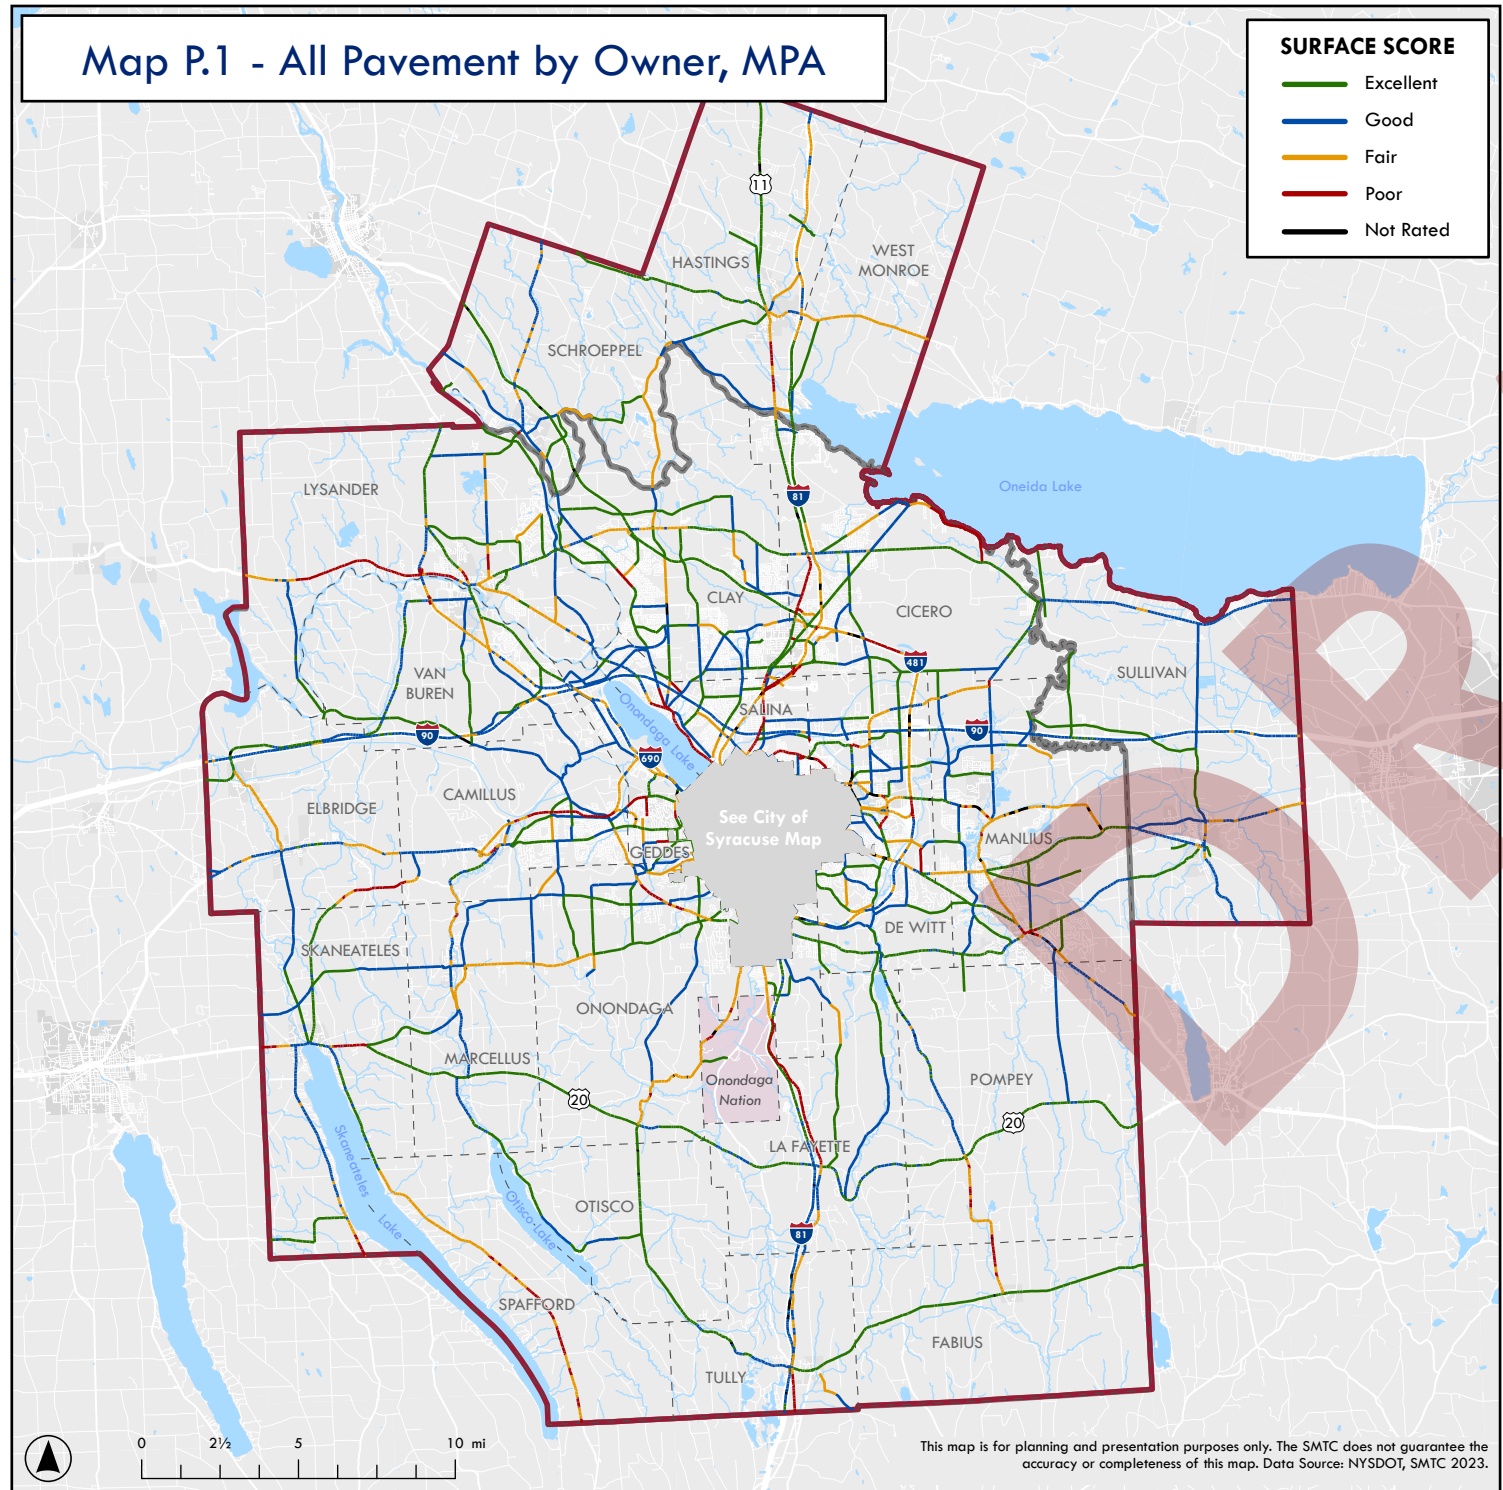 Map P.1 - All Pavement by Owner, MPA
SURFACE SCORE
Excellent
Good
Fair
Poor
Not Rated
11
HASTINGS
WEST
MONROE
SCHROEPPEL
LYSANDER
81
Oneida Lake
CLAY
CICERO
481
SULLIVAN
VAN
BUREN
Onondaga Lake
SALINA
90
90
690
ELBRIDGE
CAMILLUS
See City of
Syracuse Map
GEDDES
MANLIUS
SKANEATELES
DE WITT
ONONDAGA
MARCELLUS
Onondaga
Nation
POMPEY
20
20
LA FAYETTE
Skaneateles
Lake
Otisco Lake
OTISCO
81
SPAFFORD
FABIUS
TULLY
DR
0 2½ 5 10 mi
This map is for planning and presentation purposes only. The SMTC does not guarantee the
accuracy or completeness of this map. Data Source: NYSDOT, SMTC 2023.